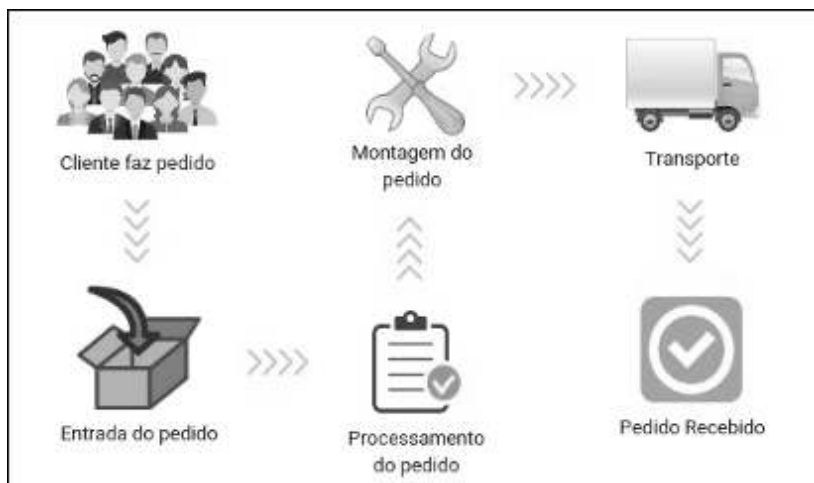 Cliente faz pedido
Entrada do pedido
Processamento
do pedido
Montagem do
pedido
Transporte
Pedido Recebido